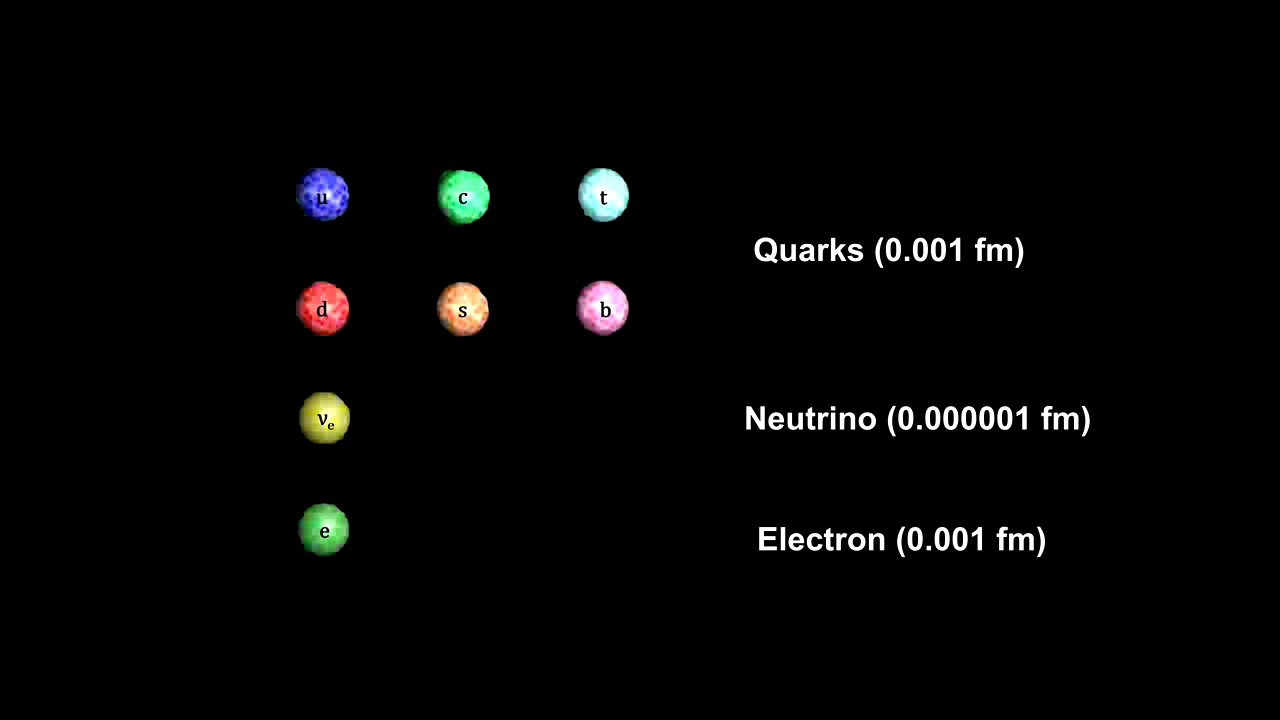 u c t
Quarks (0.001 fm)
d s b
νe
Neutrino (0.000001 fm)
e
Electron (0.001 fm)